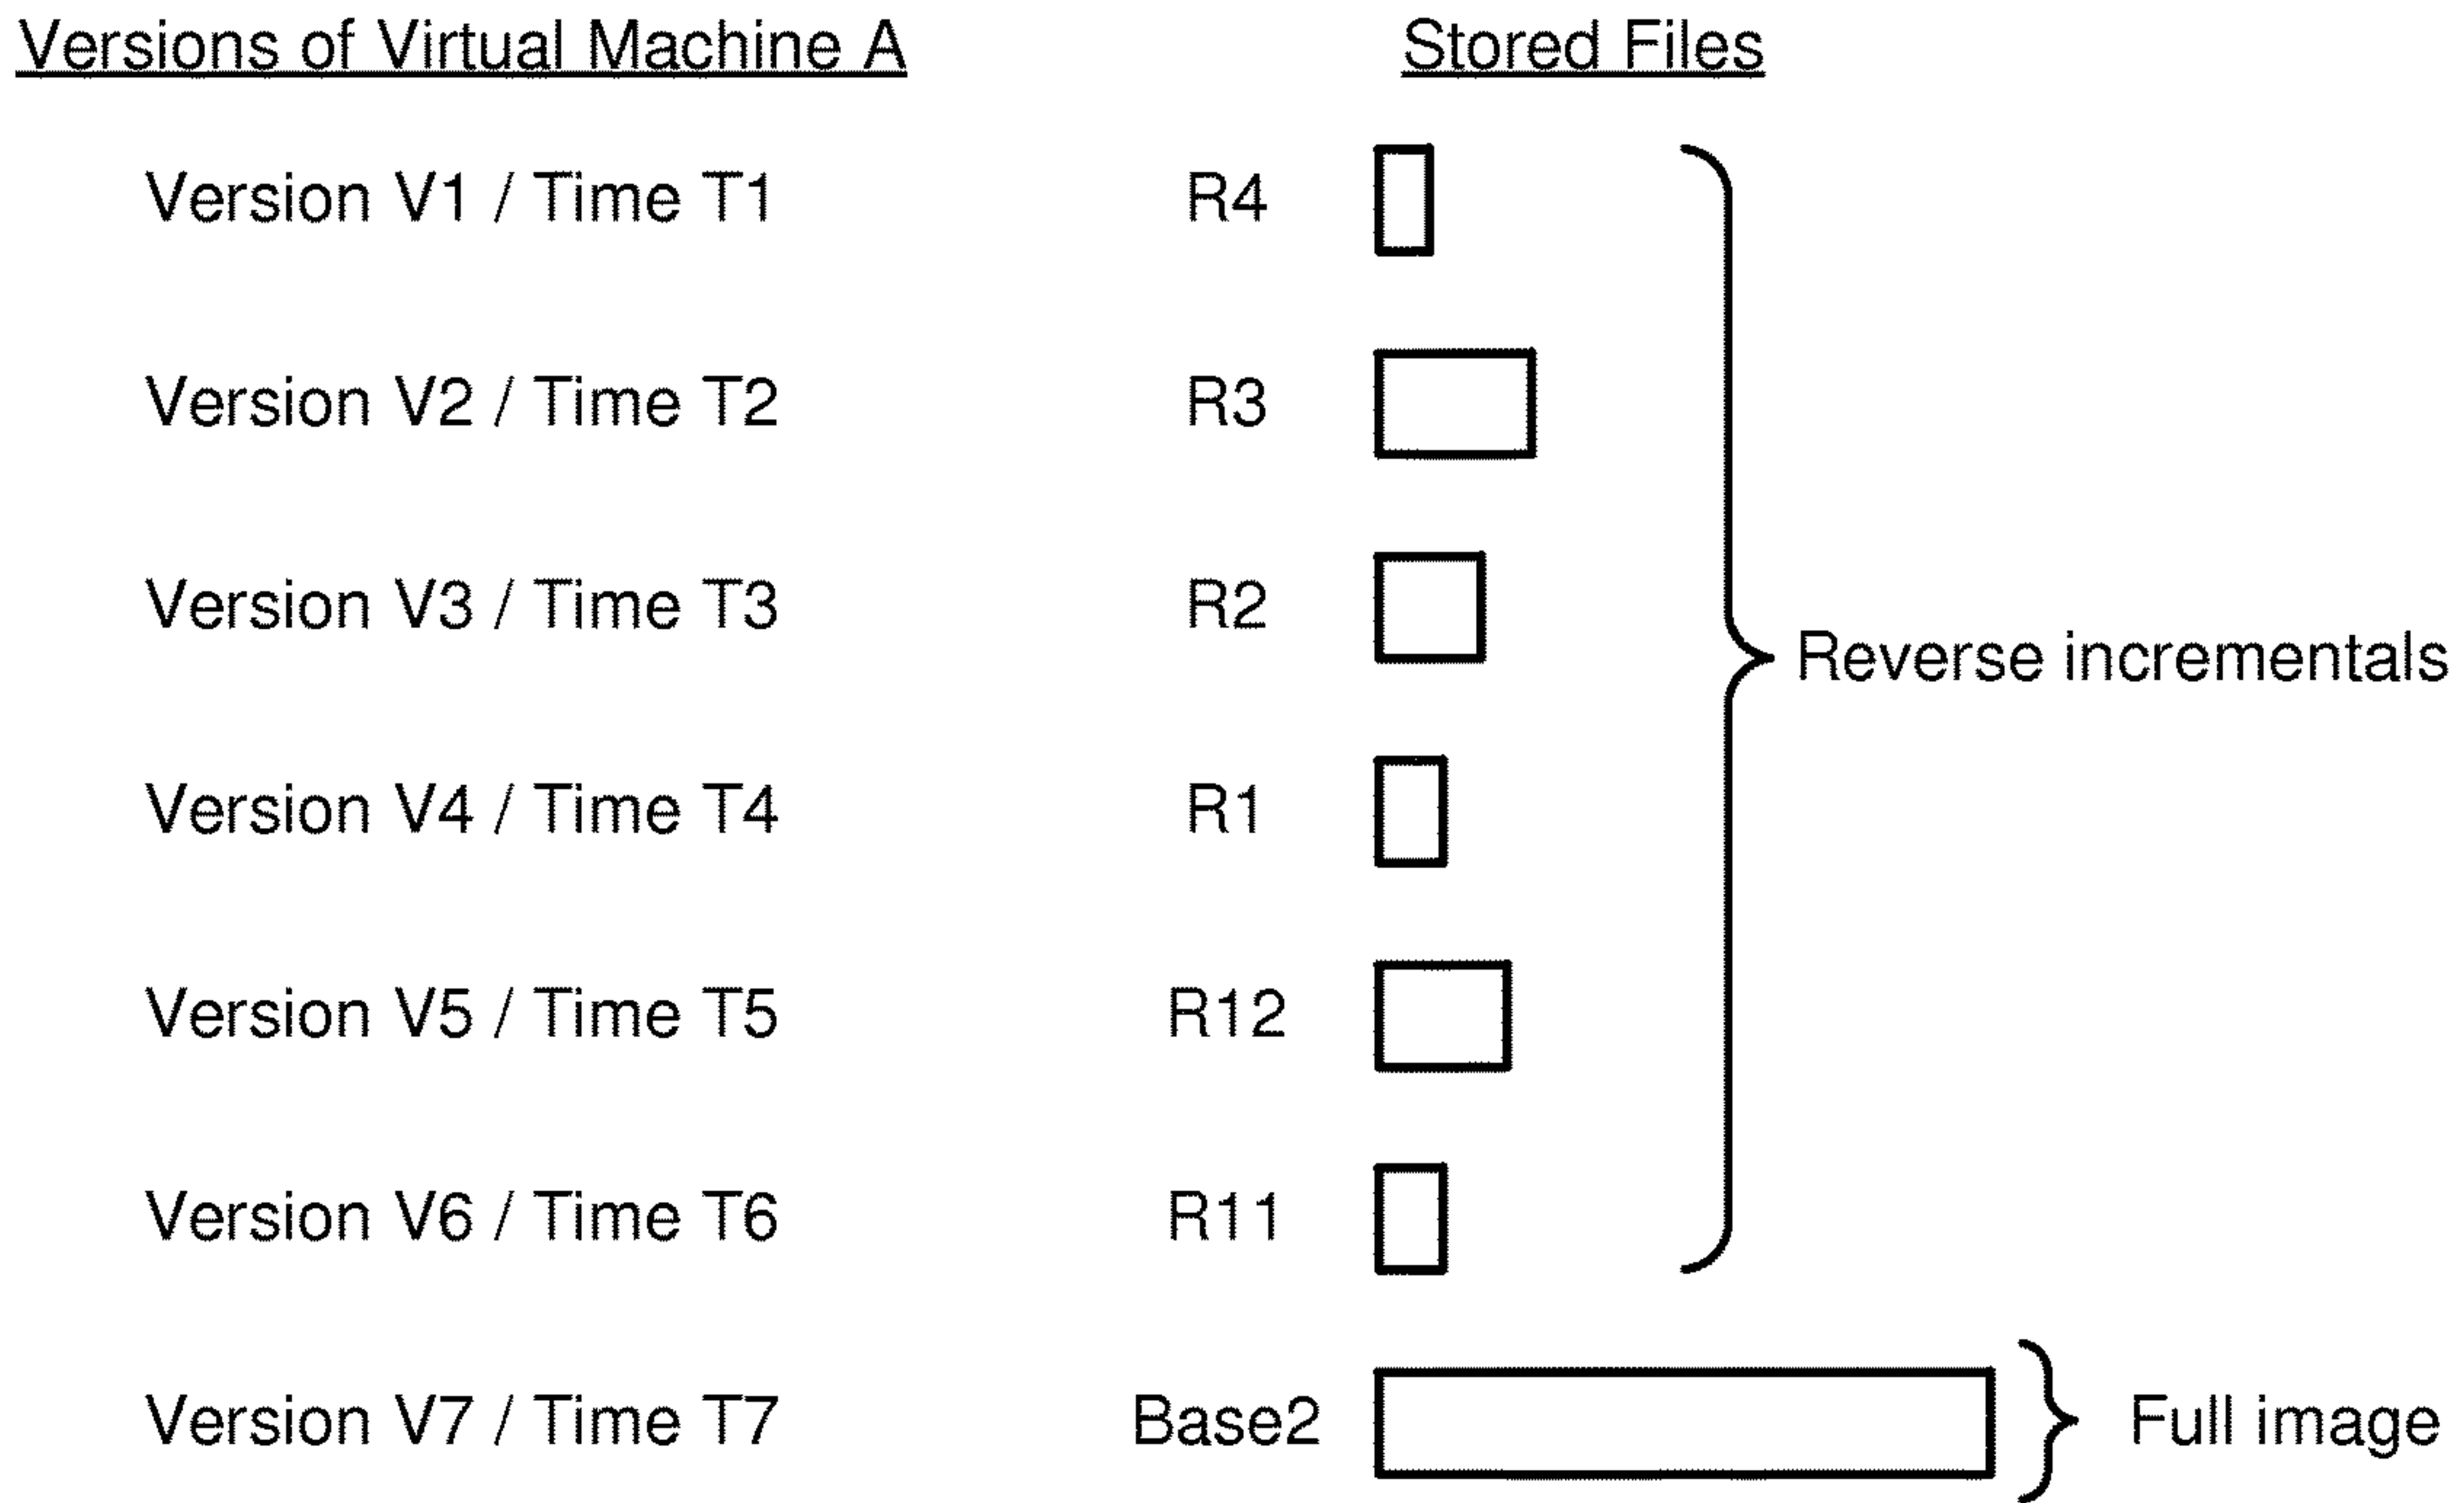 Versions of Virtual Machine A    Stored Files
Version V1 / Time T1    R4
Version V2 / Time T2    R3
Version V3 / Time T3    R2
Reverse incrementals
Version V4 / Time T4    R1
Version V5 / Time T5    R12
Version V6 / Time T6    R11
Version V7 / Time T7    Base2    Full image